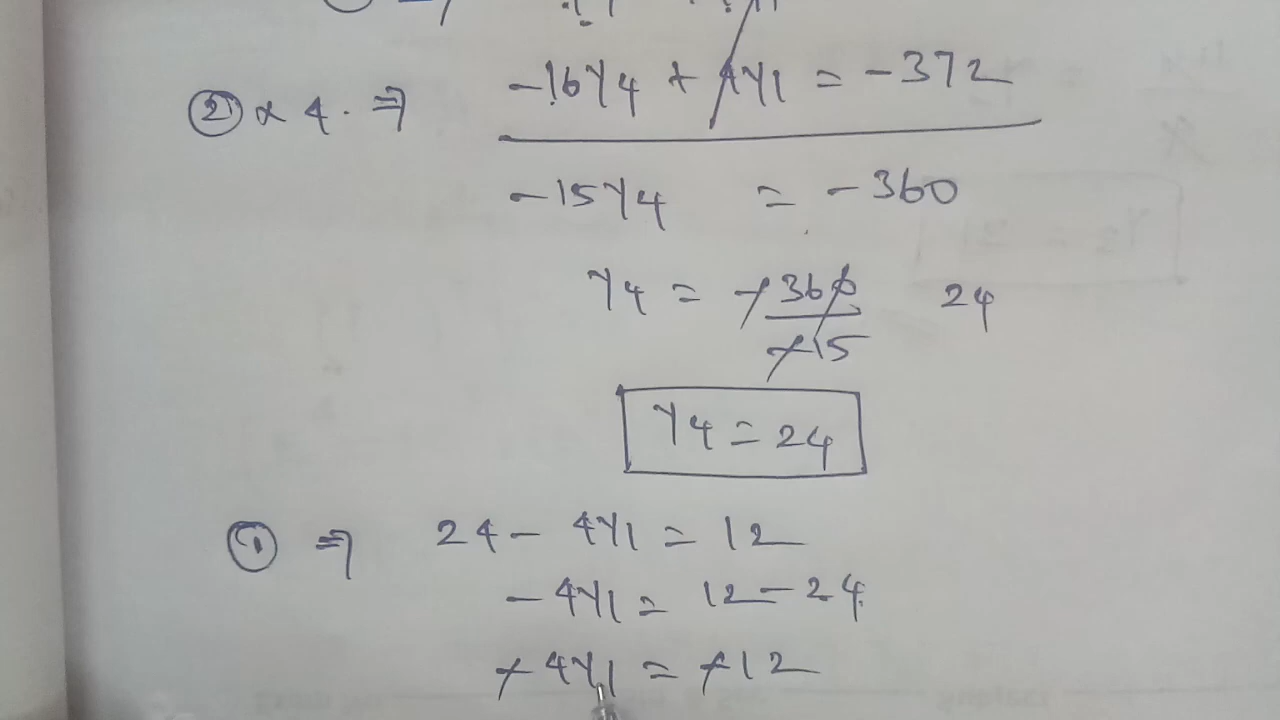 ② × 4. ⇒ -16Y4 + 4Y1 = -372
-15Y4 = -360
Y4 = -360/-15 24
Y4 = 24
① ⇒ 24 - 4Y1 = 12
-4Y1 = 12 - 24
-4Y1 = -12